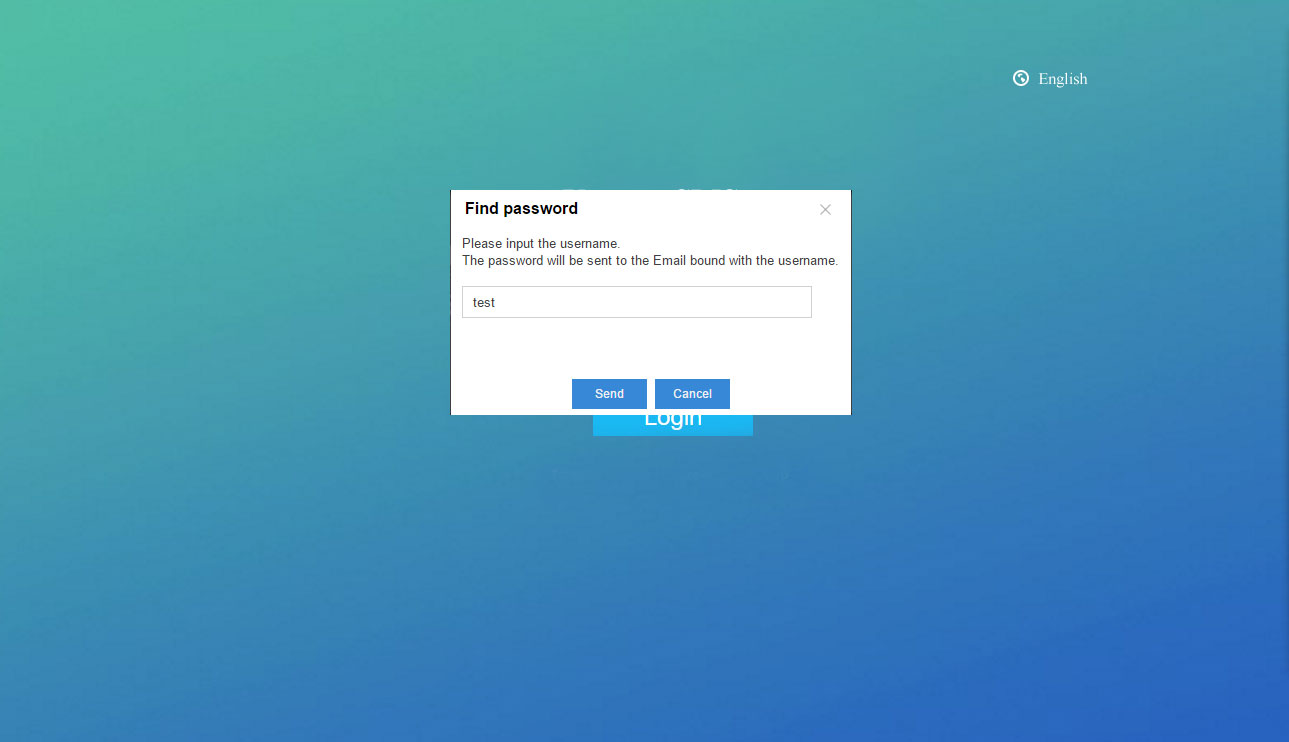 English
Find password
Please input the username.
The password will be sent to the Email bound with the username.
test
Send Cancel
Login